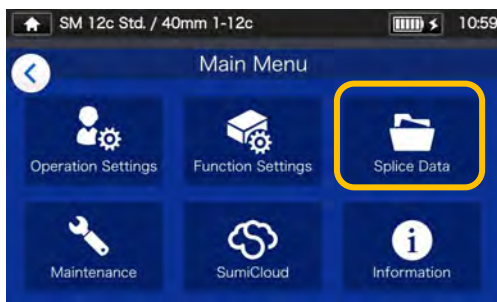 SM 12c Std. / 40mm 1-12c 10:59
Main Menu
Operation Settings Function Settings Splice Data
Maintenance SumiCloud Information